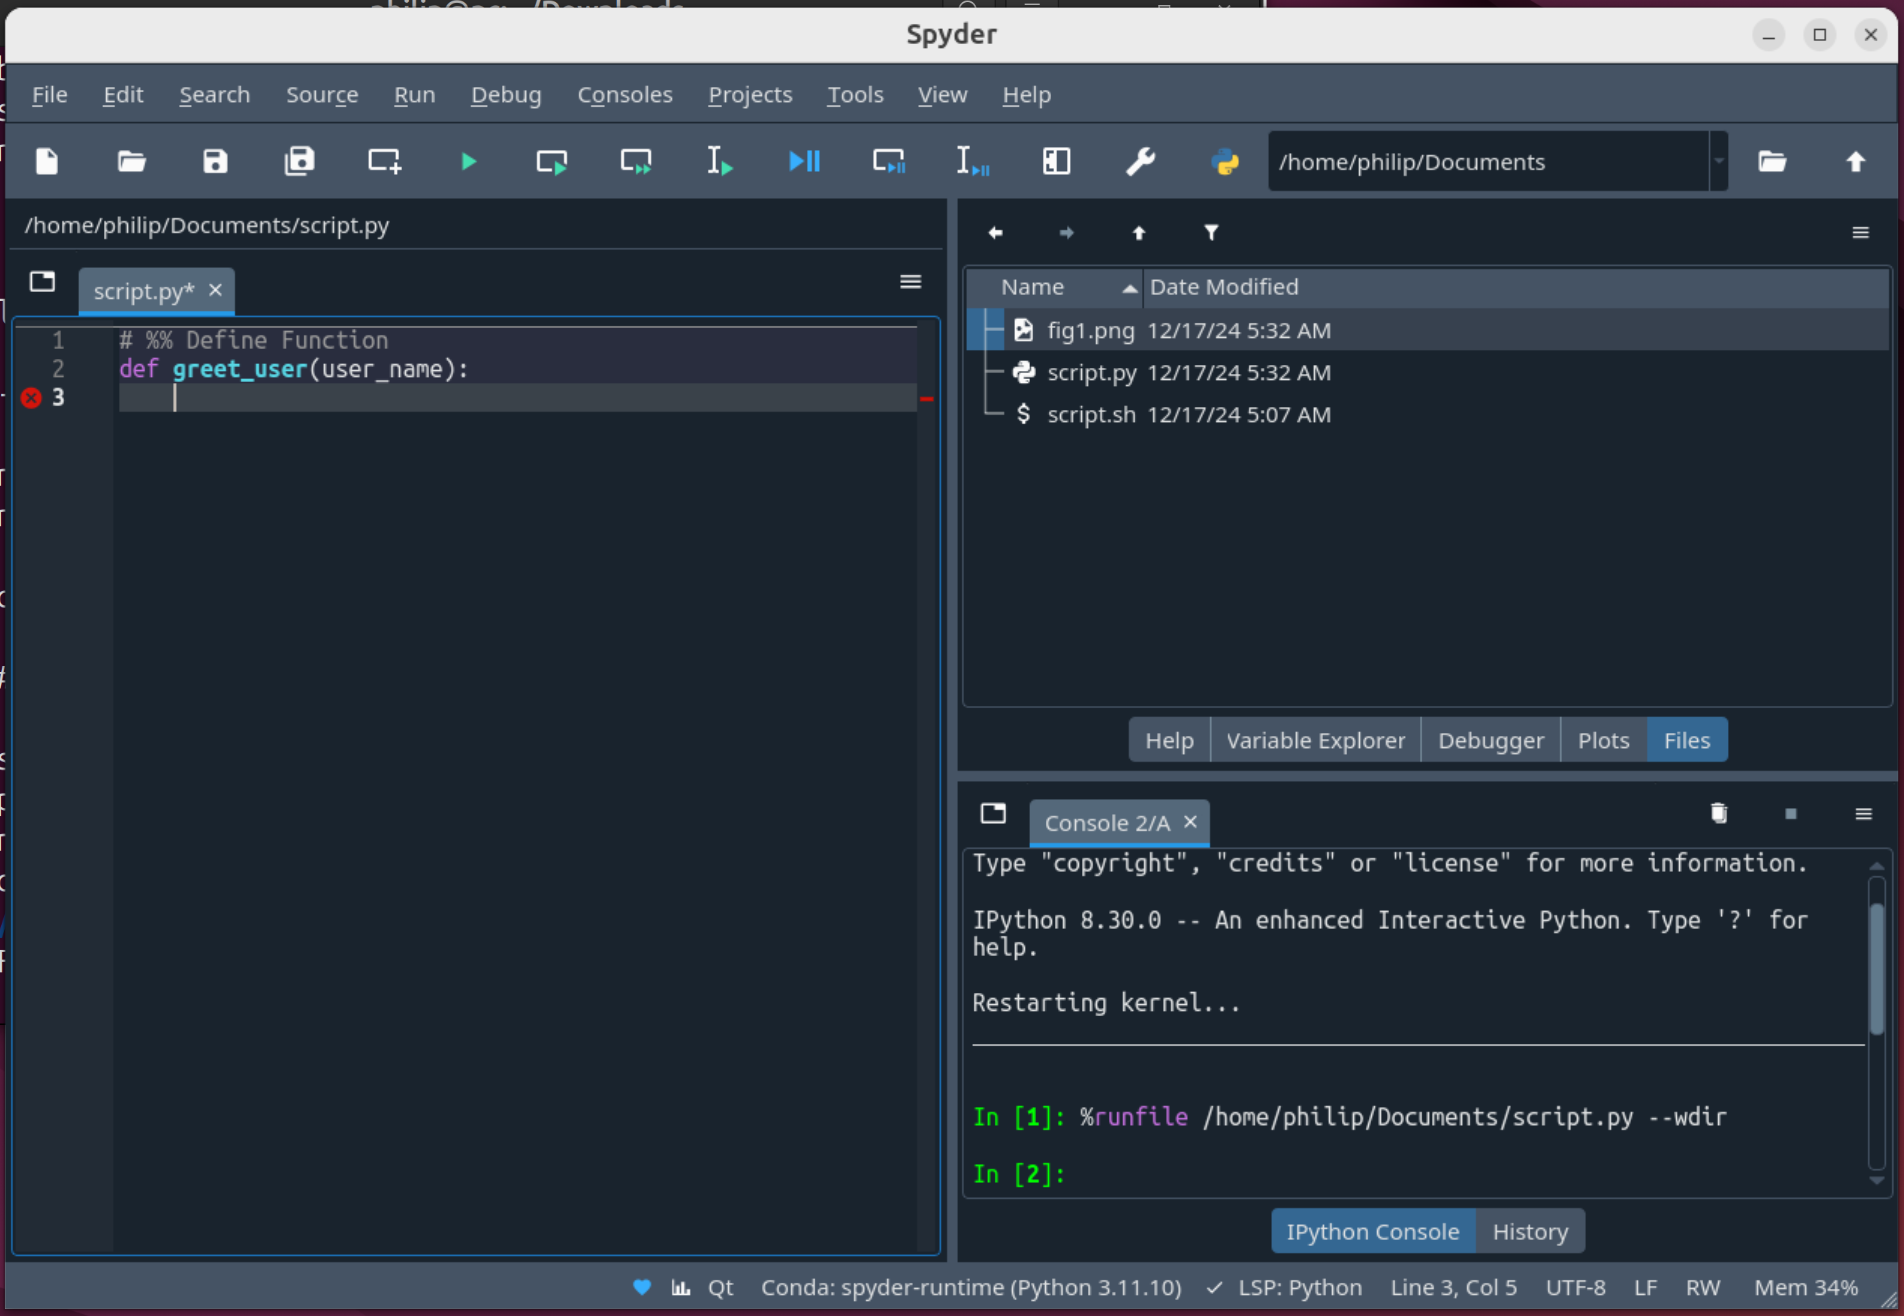 Spyder
File Edit Search Source Run Debug Consoles Projects Tools View Help
/home/philip/Documents
/home/philip/Documents/script.py
script.py*
1 # %% Define Function
2 def greet_user(user_name):
3
Name Date Modified
fig1.png 12/17/24 5:32 AM
script.py 12/17/24 5:32 AM
script.sh 12/17/24 5:07 AM
Help Variable Explorer Debugger Plots Files
Console 2/A
Type "copyright", "credits" or "license" for more information.
IPython 8.30.0 -- An enhanced Interactive Python. Type '?' for
help.
Restarting kernel...
In [1]: %runfile /home/philip/Documents/script.py --wdir
In [2]:
IPython Console History
Qt Conda: spyder-runtime (Python 3.11.10) ✓ LSP: Python Line 3, Col 5 UTF-8 LF RW Mem 34%